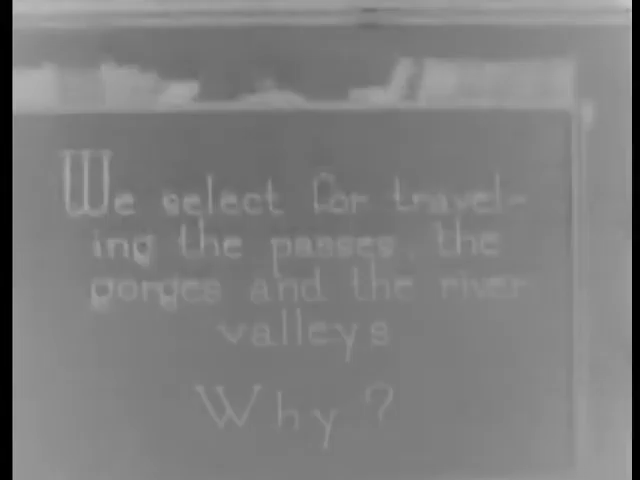 We select for travel-
ing the passes, the
gorges and the river
valleys
Why?